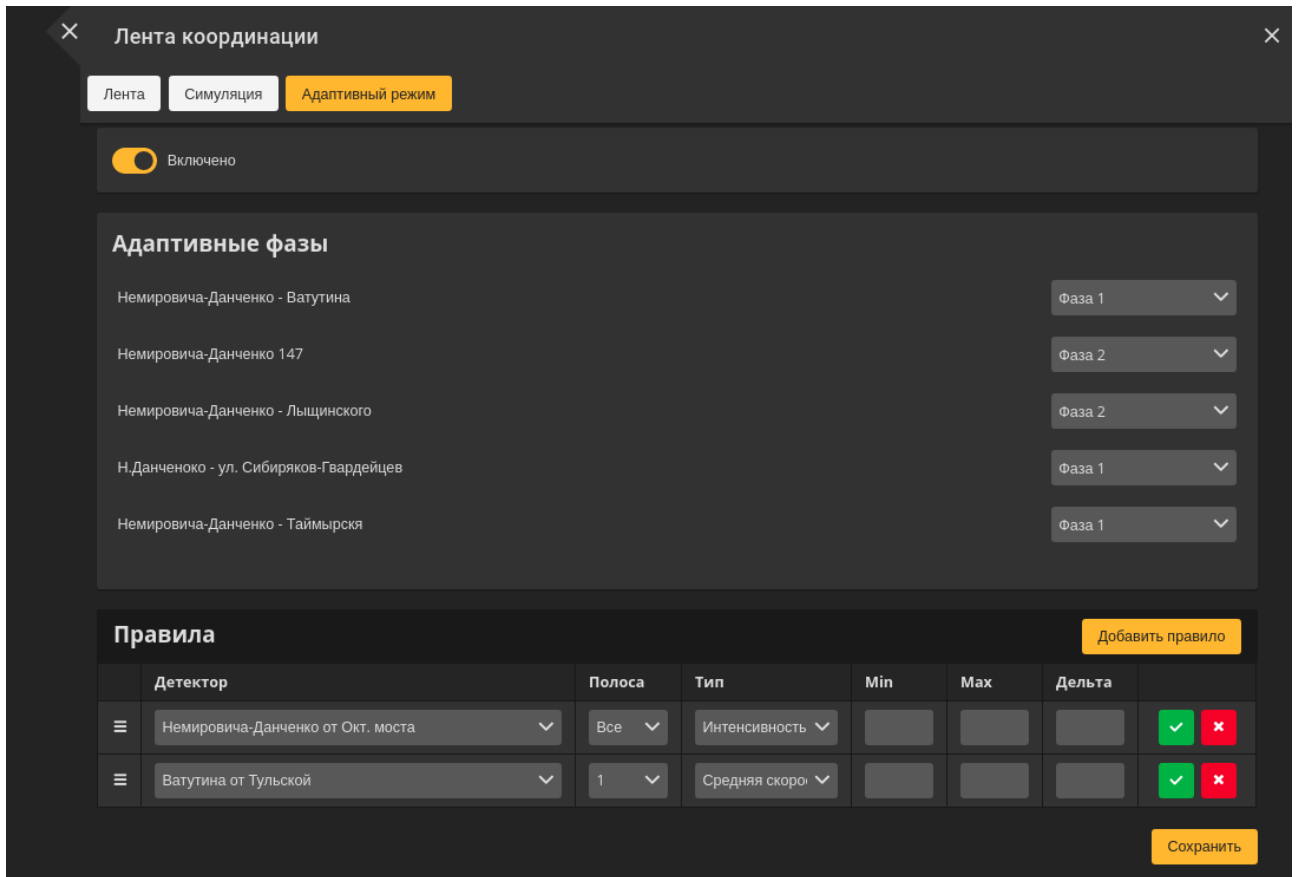 Лента координации
Лента Симуляция Адаптивный режим
Включено
Адаптивные фазы
Немировича-Данченко - Ватутина Фаза 1
Немировича-Данченко 147 Фаза 2
Немировича-Данченко - Лыщинского Фаза 2
Н.Данченоко - ул. Сибиряков-Гвардейцев Фаза 1
Немировича-Данченко - Таймырскя Фаза 1
Правила Добавить правило
Детектор Полоса Тип Min Max Дельта
Немировича-Данченко от Окт. моста Все Интенсивность
Ватутина от Тульской 1 Средняя скоро
Сохранить